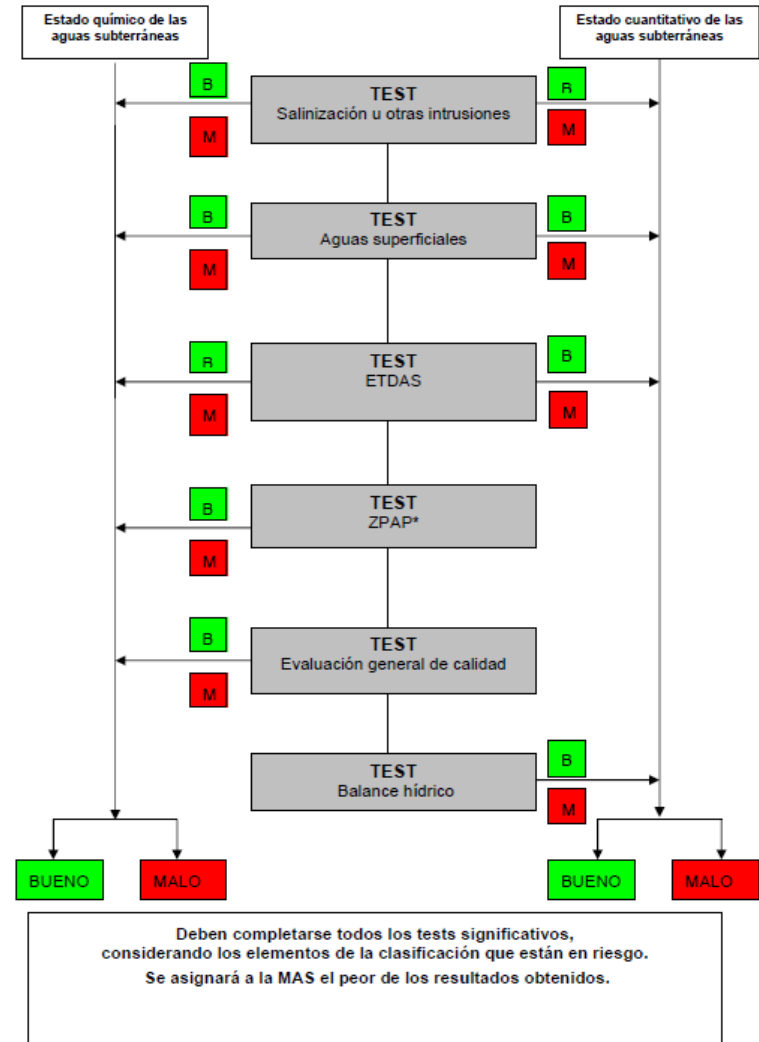 Estado químico de las
aguas subterráneas
Estado cuantitativo de las
aguas subterráneas
B
TEST
Salinización u otras intrusiones
B
M
M
B
TEST
Aguas superficiales
B
M
M
B
TEST
ETDAS
B
M
M
B
TEST
ZPAP*
M
B
TEST
Evaluación general de calidad
M
TEST
Balance hídrico
B
M
BUENO
MALO
BUENO
MALO
Deben completarse todos los tests significativos,
considerando los elementos de la clasificación que están en riesgo.
Se asignará a la MAS el peor de los resultados obtenidos.